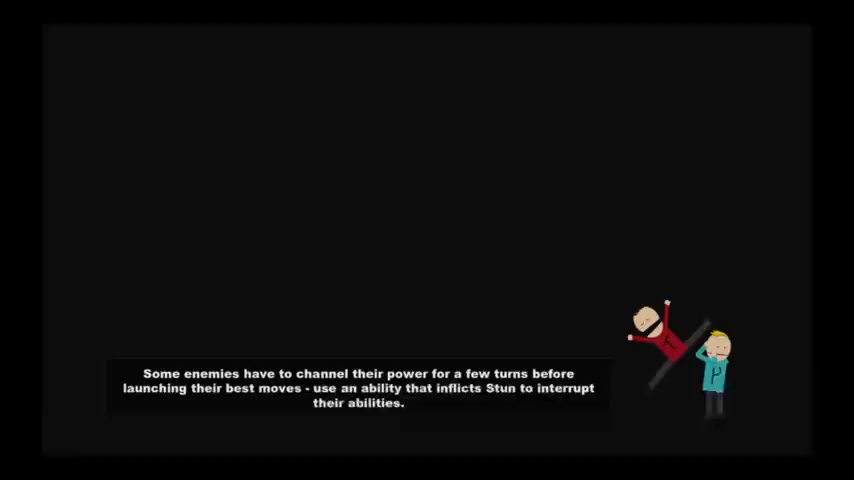 Some enemies have to channel their power for a few turns before
launching their best moves - use an ability that inflicts Stun to interrupt
their abilities.
T
P